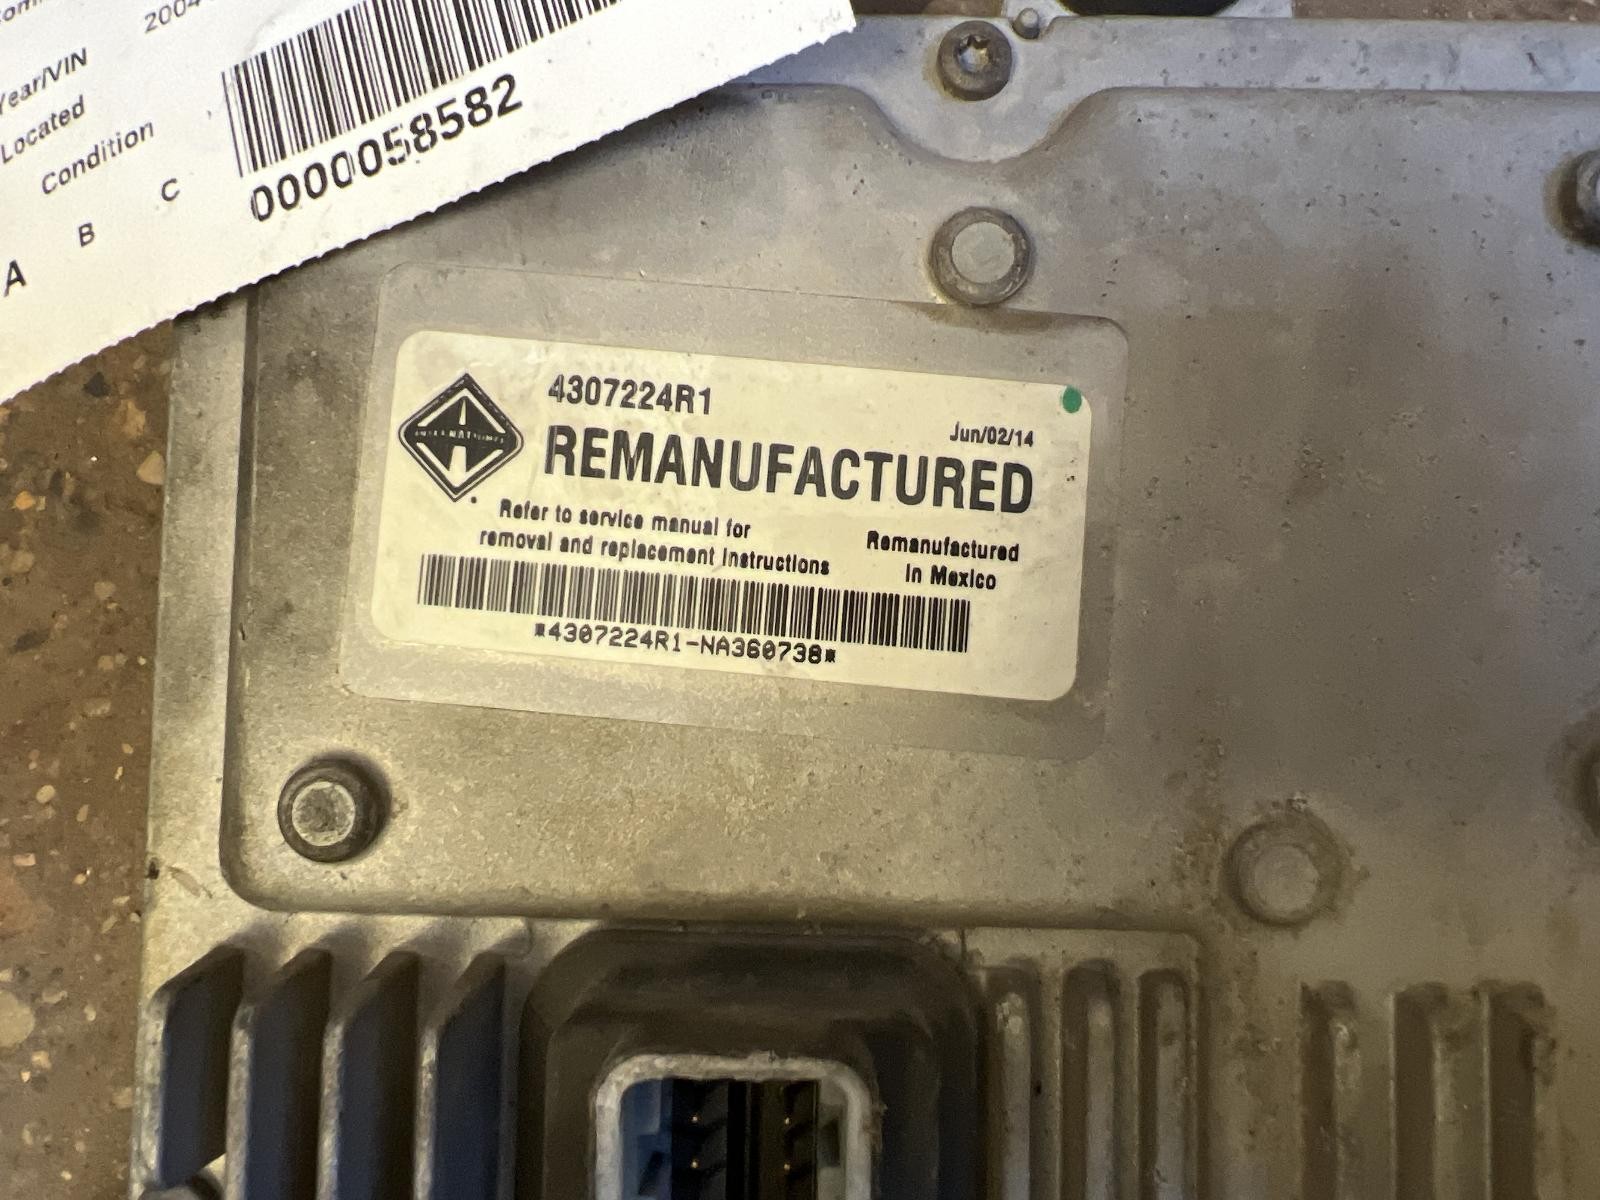 Year/VIN
Located
Condition
A B C
0000058582
4307224R1
Jun/02/14
REMANUFACTURED
INTERNATIONAL
Refer to service manual for
removal and replacement instructions
Remanufactured
in Mexico
*4307224R1-NA360738*